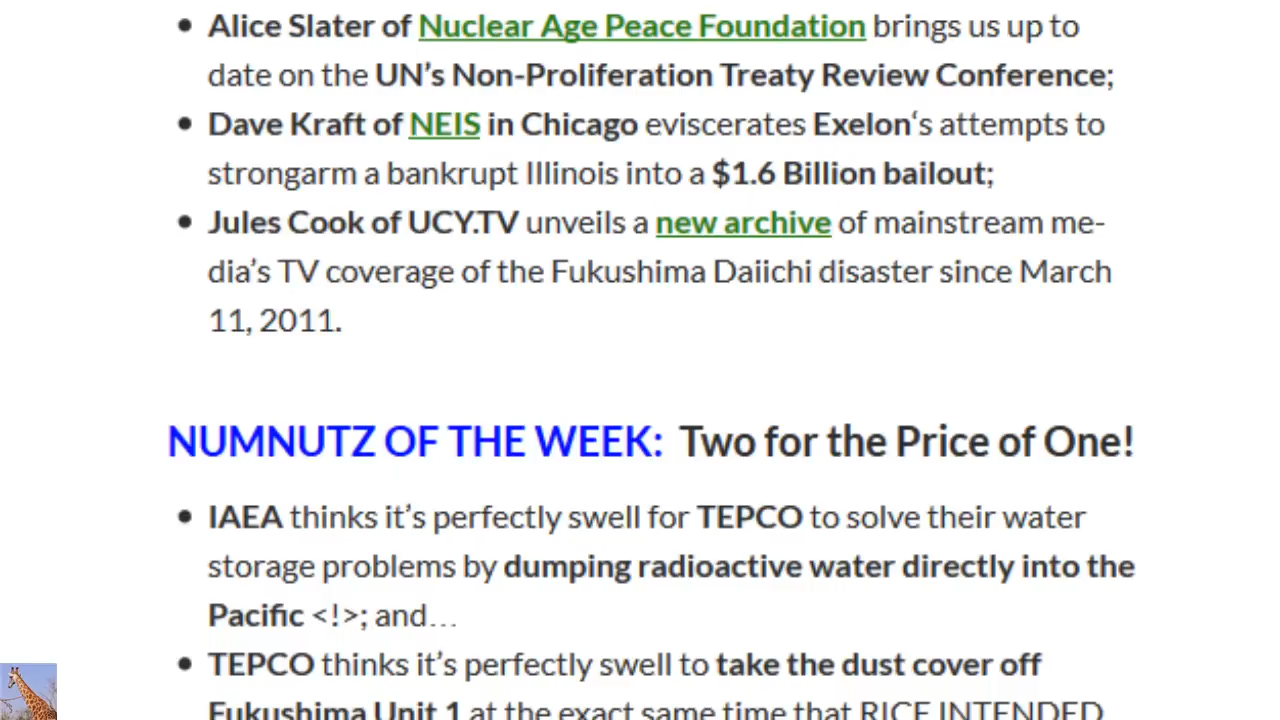 Alice Slater of Nuclear Age Peace Foundation brings us up to
date on the UN’s Non-Proliferation Treaty Review Conference;
Dave Kraft of NEIS in Chicago eviscerates Exelon‘s attempts to
strongarm a bankrupt Illinois into a $1.6 Billion bailout;
Jules Cook of UCY.TV unveils a new archive of mainstream me-
dia’s TV coverage of the Fukushima Daiichi disaster since March
11, 2011.
NUMNUTZ OF THE WEEK: Two for the Price of One!
IAEA thinks it’s perfectly swell for TEPCO to solve their water
storage problems by dumping radioactive water directly into the
Pacific <!>; and…
TEPCO thinks it’s perfectly swell to take the dust cover off
Fukushima Unit 1 at the exact same time that RICE INTENDED